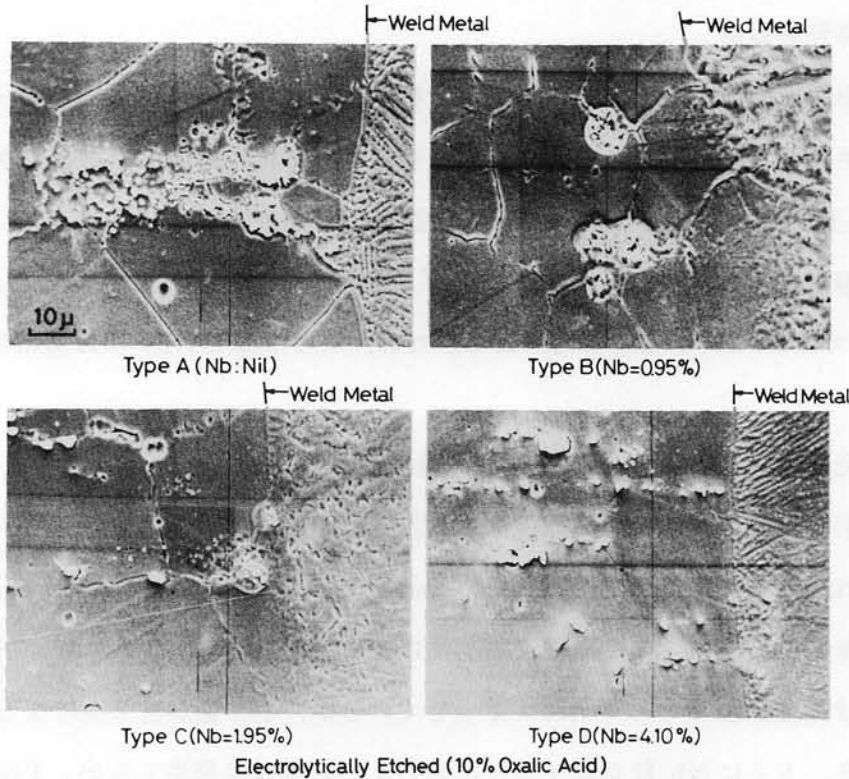 Weld Metal
Weld Metal
10μ
Type A (Nb:Nil)
Type B(Nb=0.95%)
Weld Metal
Weld Metal
Type C(Nb=1.95%)
Type D(Nb=4.10%)
Electrolytically Etched (10% Oxalic Acid)